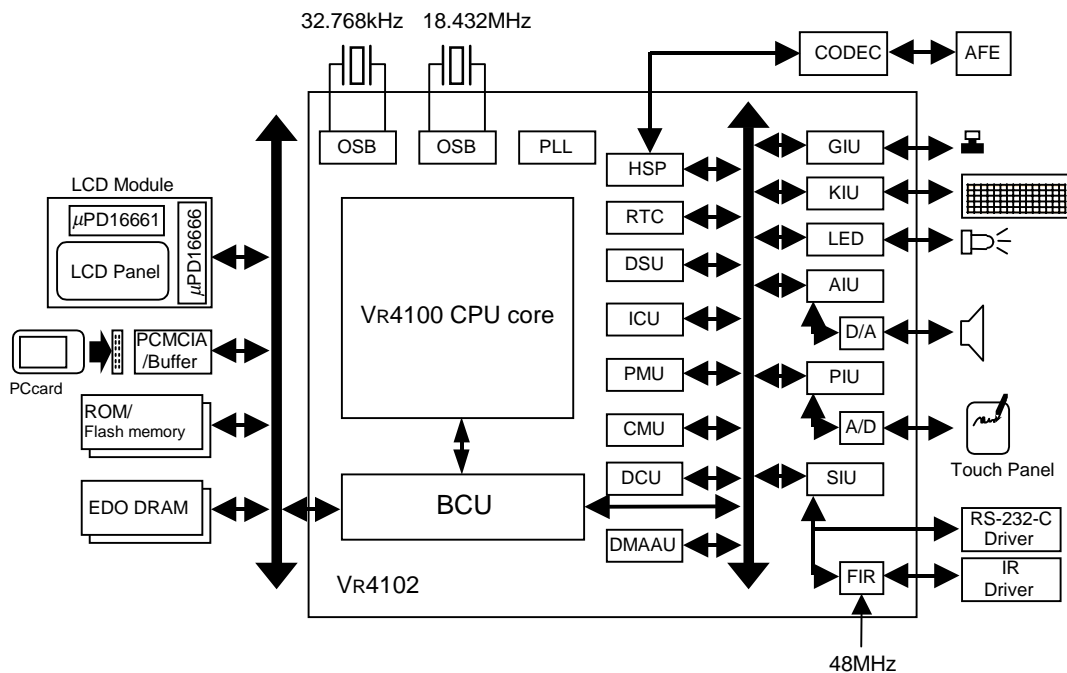 32.768kHz
18.432MHz
CODEC
AFE
OSB
OSB
PLL
HSP
GIU
LCD Module
µPD16661
µPD16666
LCD Panel
RTC
KIU
LED
DSU
AIU
VR4100 CPU core
ICU
D/A
PCMCIA
/Buffer
PCcard
PMU
PIU
ROM/
Flash memory
CMU
A/D
Touch Panel
DCU
SIU
BCU
EDO DRAM
RS-232-C
Driver
DMAAU
FIR
IR
Driver
VR4102
48MHz